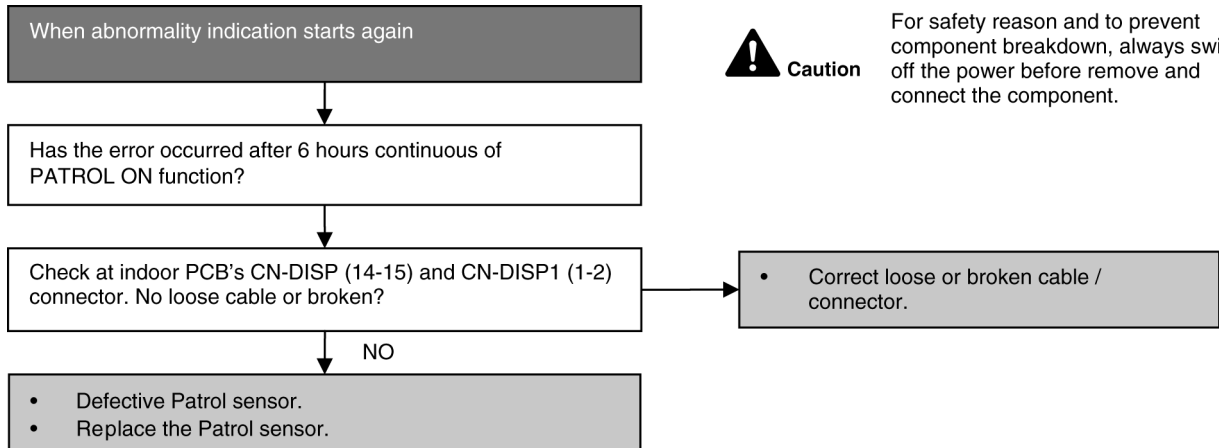 When abnormality indication starts again
Caution
For safety reason and to prevent
component breakdown, always
off the power before remove and
connect the component.
Has the error occurred after 6 hours continuous of
PATROL ON function?
Check at indoor PCB's CN-DISP (14-15) and CN-DISP1 (1-2)
connector. No loose cable or broken?
• Correct loose or broken cable /
connector.
NO
• Defective Patrol sensor.
• Replace the Patrol sensor.